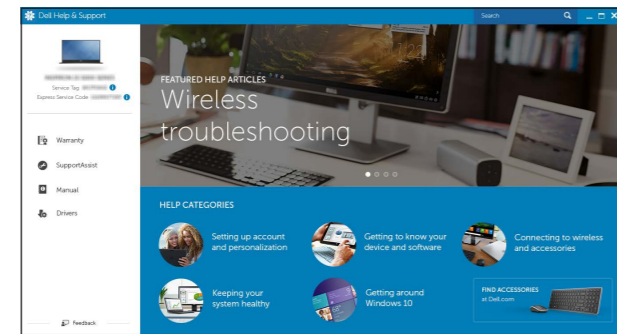 Dell Help & Support
Search
Service Tag:
Express Service Code:
Warranty
SupportAssist
Manual
Drivers
Feedback
FEATURED HELP ARTICLES
Wireless
troubleshooting
HELP CATEGORIES
Setting up account
and personalization
Getting to know your
device and software
Connecting to wireless
and accessories
Keeping your
system healthy
Getting around
Windows 10
FIND ACCESSORIES
at Dell.com